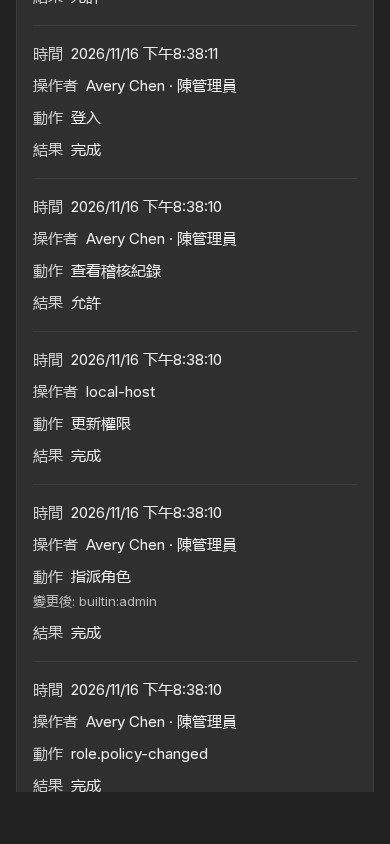 結果 允許
時間 2026/11/16 下午8:38:11
操作者 Avery Chen · 陳管理員
動作 登入
結果 完成
時間 2026/11/16 下午8:38:10
操作者 Avery Chen · 陳管理員
動作 查看稽核紀錄
結果 允許
時間 2026/11/16 下午8:38:10
操作者 local-host
動作 更新權限
結果 完成
時間 2026/11/16 下午8:38:10
操作者 Avery Chen · 陳管理員
動作 指派角色
變更後: builtin:admin
結果 完成
時間 2026/11/16 下午8:38:10
操作者 Avery Chen · 陳管理員
動作 role.policy-changed
結果 完成